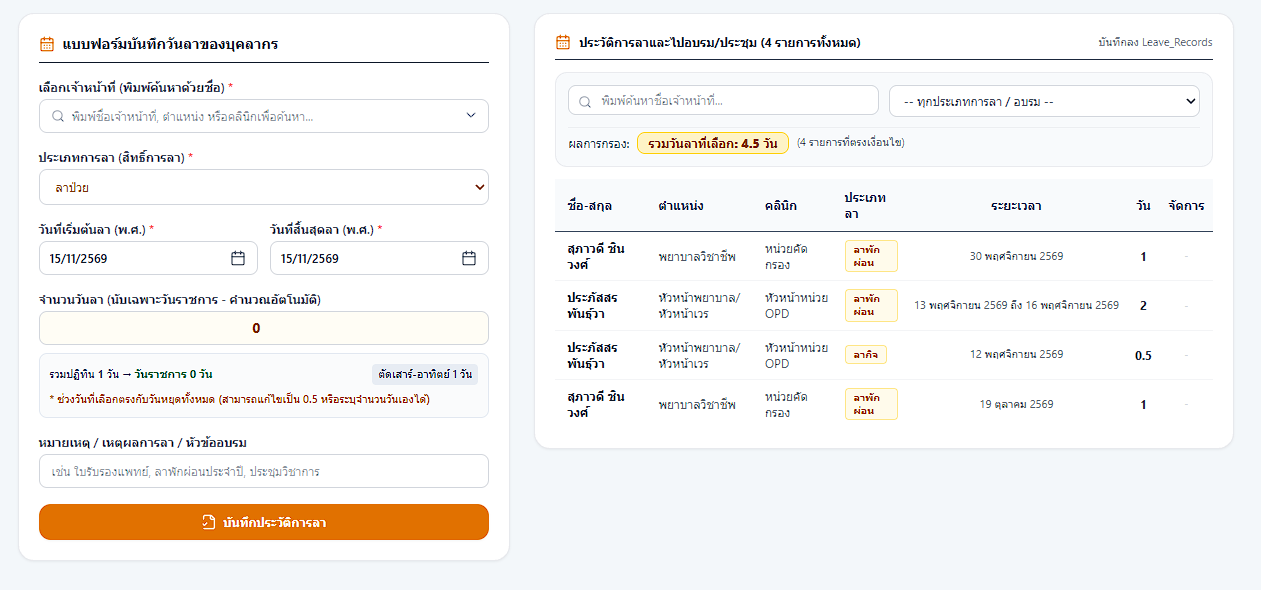 แบบฟอร์มบันทึกวันลาของบุคลากร
เลือกเจ้าหน้าที่ (พิมพ์ค้นหาด้วยชื่อ) *
พิมพ์ชื่อเจ้าหน้าที่, ตำแหน่ง หรือคลินิกเพื่อค้นหา...
ประเภทการลา (สิทธิ์การลา) *
ลาป่วย
วันที่เริ่มต้นลา (พ.ศ.) *
วันที่สิ้นสุดลา (พ.ศ.) *
15/11/2569
15/11/2569
จำนวนวันลา (นับเฉพาะวันราชการ - คำนวณอัตโนมัติ)
0
รวมปฏิทิน 1 วัน → วันราชการ 0 วัน
ตัดเสาร์-อาทิตย์ 1 วัน
* ช่วงวันที่เลือกตรงกับวันหยุดทั้งหมด (สามารถแก้ไขเป็น 0.5 หรือระบุจำนวนวันเองได้)
หมายเหตุ / เหตุผลการลา / หัวข้ออบรม
เช่น ใบรับรองแพทย์, ลาพักผ่อนประจำปี, ประชุมวิชาการ
บันทึกประวัติการลา
ประวัติการลาและไปอบรม/ประชุม (4 รายการทั้งหมด)
บันทึกลง Leave_Records
พิมพ์ค้นหาชื่อเจ้าหน้าที่...
-- ทุกประเภทการลา / อบรม --
ผลการกรอง: รวมวันลาที่เลือก: 4.5 วัน (4 รายการที่ตรงเงื่อนไข)
ชื่อ-สกุล ตำแหน่ง คลินิก ประเภท
ลา ระยะเวลา วัน จัดการ
สุภาวดี ชิน
วงศ์ พยาบาลวิชาชีพ หน่วยคัด
กรอง ลาพัก
ผ่อน 30 พฤศจิกายน 2569 1 -
ประภัสสร
พันธุ์วา หัวหน้าพยาบาล/
หัวหน้าเวร หัวหน้าหน่วย
OPD ลาพัก
ผ่อน 13 พฤศจิกายน 2569 ถึง 16 พฤศจิกายน 2569 2 -
ประภัสสร
พันธุ์วา หัวหน้าพยาบาล/
หัวหน้าเวร หัวหน้าหน่วย
OPD ลากิจ 12 พฤศจิกายน 2569 0.5 -
สุภาวดี ชิน
วงศ์ พยาบาลวิชาชีพ หน่วยคัด
กรอง ลาพัก
ผ่อน 19 ตุลาคม 2569 1 -